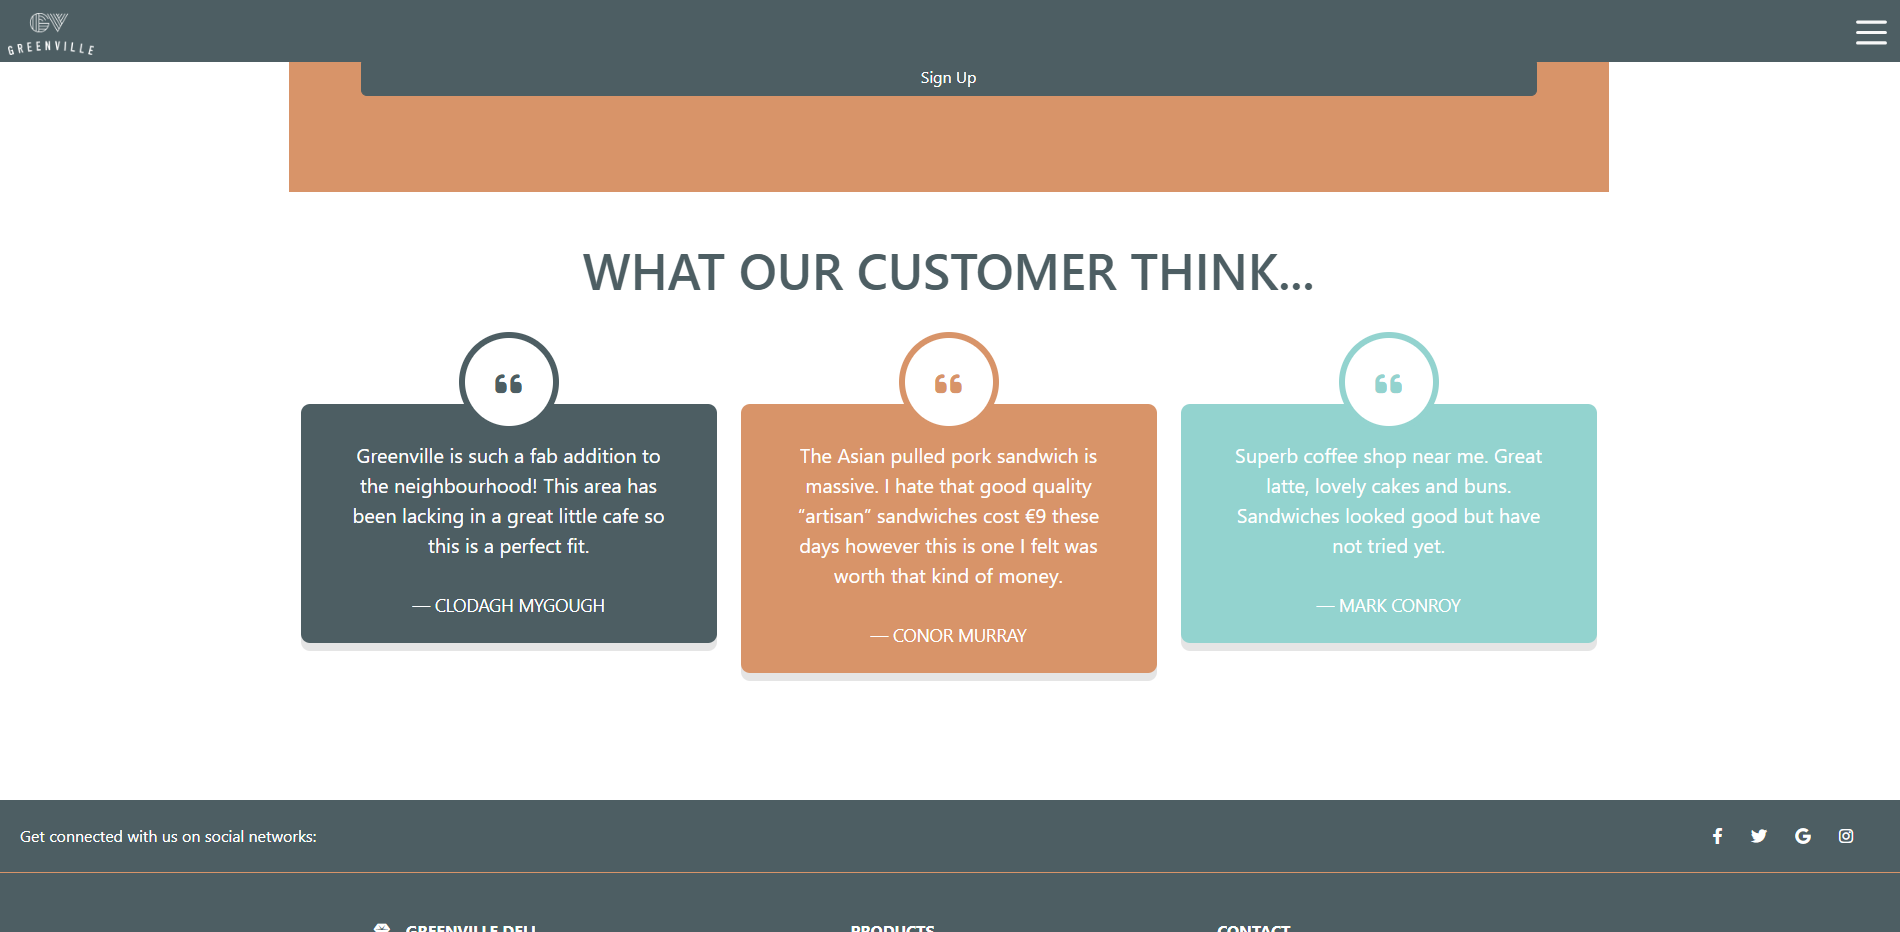 GV
GREENVILLE
Sign Up
WHAT OUR CUSTOMER THINK...
Greenville is such a fab addition to
the neighbourhood! This area has
been lacking in a great little cafe so
this is a perfect fit.
— CLODAGH MYGOUGH
The Asian pulled pork sandwich is
massive. I hate that good quality
“artisan” sandwiches cost €9 these
days however this is one I felt was
worth that kind of money.
— CONOR MURRAY
Superb coffee shop near me. Great
latte, lovely cakes and buns.
Sandwiches looked good but have
not tried yet.
— MARK CONROY
Get connected with us on social networks:
GREENVILLE DELI
PRODUCTS
CONTACT